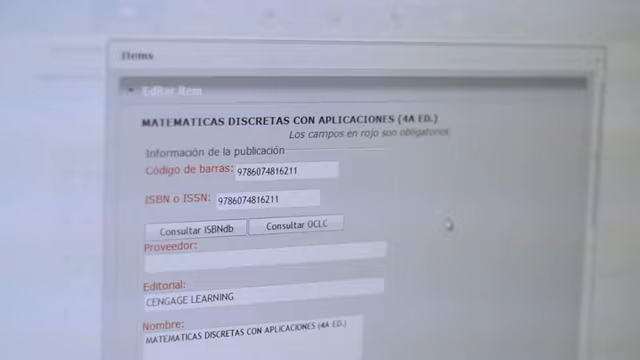 Items
Editar Item
MATEMATICAS DISCRETAS CON APLICACIONES (4A ED.)
Los campos en rojo son obligatorios
Información de la publicación
Código de barras: 9786074816211
ISBN o ISSN: 9786074816211
Consultar ISBNdb Consultar OCLC
Proveedor:
Editorial:
CENGAGE LEARNING
Nombre:
MATEMATICAS DISCRETAS CON APLICACIONES (4A ED.)